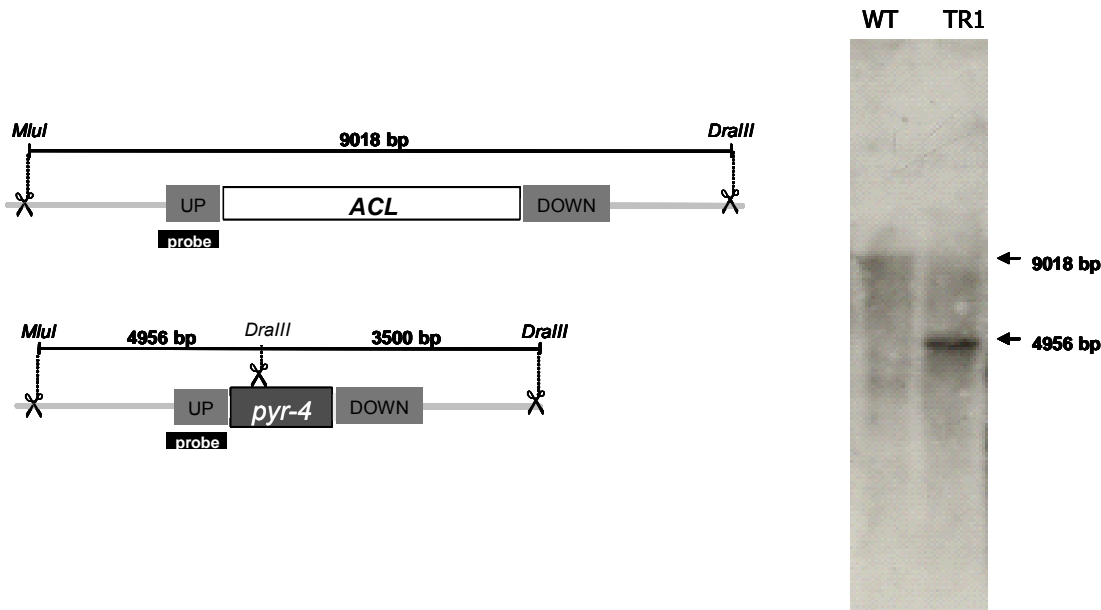 WT TR1
MluI 9018 bp DraIII
UP ACL DOWN
probe
9018 bp
MluI 4956 bp DraIII 3500 bp DraIII
4956 bp
UP pyr-4 DOWN
probe